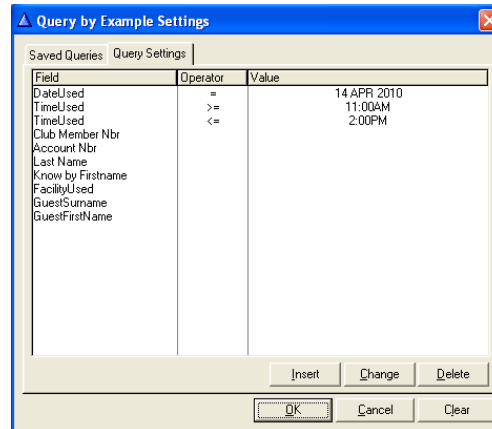 Query by Example Settings
Saved Queries Query Settings
Field Operator Value
DateUsed = 14 APR 2010
TimeUsed >= 11:00AM
TimeUsed <= 2:00PM
Club Member Nbr
Account Nbr
Last Name
Know by Firstname
FacilityUsed
GuestSurname
GuestFirstName
Insert Change Delete
OK Cancel Clear